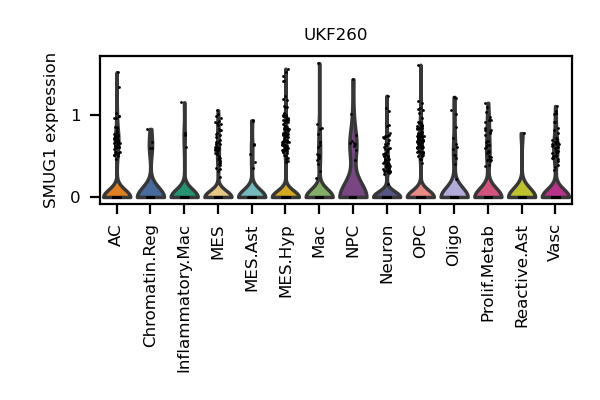 UKF260
SMUG1 expression
1
0
AC
Chromatin.Reg
Inflammatory.Mac
MES
MES.Ast
MES.Hyp
Mac
NPC
Neuron
OPC
Oligo
Prolif.Metab
Reactive.Ast
Vasc